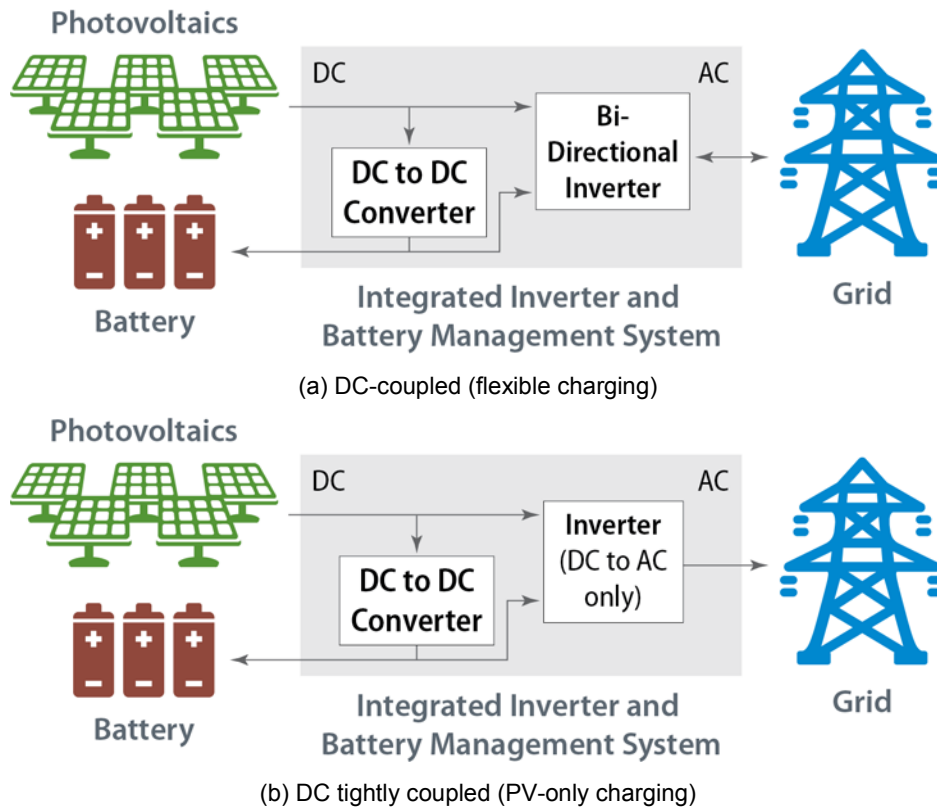 Photovoltaics
DC
AC
DC to DC
Converter
Bi-
Directional
Inverter
Battery
Integrated Inverter and
Battery Management System
Grid
(a) DC-coupled (flexible charging)
Photovoltaics
DC
AC
DC to DC
Converter
Inverter
(DC to AC
only)
Battery
Integrated Inverter and
Battery Management System
Grid
(b) DC tightly coupled (PV-only charging)